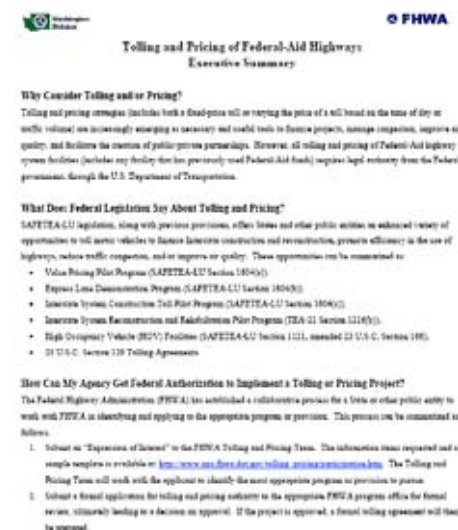 Washington
Division
FHWA
Tolling and Pricing of Federal-Aid Highways
Executive Summary
Why Consider Tolling and/or Pricing?
Tolling and pricing strategies (includes both a fixed-price toll or varying the price of a toll based on the time of day or
traffic volume) are increasingly emerging as necessary and useful tools to finance projects, manage congestion, improve air
quality, and facilitate the creation of public-private partnerships. However, all tolling and pricing of Federal-Aid highway
system facilities (includes any facility that has previously used Federal-Aid funds) requires legal authority from the Federal
government, through the U.S. Department of Transportation.
What Does Federal Legislation Say About Tolling and Pricing?
SAFETEA-LU legislation, along with previous provisions, offers States and other public entities an enhanced variety of
opportunities to toll motor vehicles to finance Interstate construction and reconstruction, promote efficiency in the use of
highways, reduce traffic congestion, and/or improve air quality. These opportunities can be summarized as:
• Value Pricing Pilot Program (SAFETEA-LU Section 1604(a)).
• Express Lane Demonstration Program (SAFETEA-LU Section 1604(b)).
• Interstate System Construction Toll Pilot Program (SAFETEA-LU Section 1604(c)).
• Interstate System Reconstruction and Rehabilitation Pilot Program (TEA-21 Section 1216(b)).
• High Occupancy Vehicle (HOV) Facilities (SAFETEA-LU Section 1121, amended 23 U.S.C. Section 166).
• 23 U.S.C. Section 129 Tolling Agreements.
How Can My Agency Get Federal Authorization to Implement a Tolling or Pricing Project?
The Federal Highway Administration (FHWA) has established a collaborative process for a State or other public entity to
work with FHWA in identifying and applying to the appropriate program or provision. This process can be summarized as
follows.
1. Submit an "Expression of Interest" to the FHWA Tolling and Pricing Team. The information items requested and a
sample template is available at The Tolling and
Pricing Team will work with the applicant to identify the most appropriate program or provision to pursue.
2. Submit a formal application for tolling and pricing authority to the appropriate FHWA program office for formal
review, ultimately leading to a decision on approval. If the project is approved, a formal tolling agreement will then
be prepared.